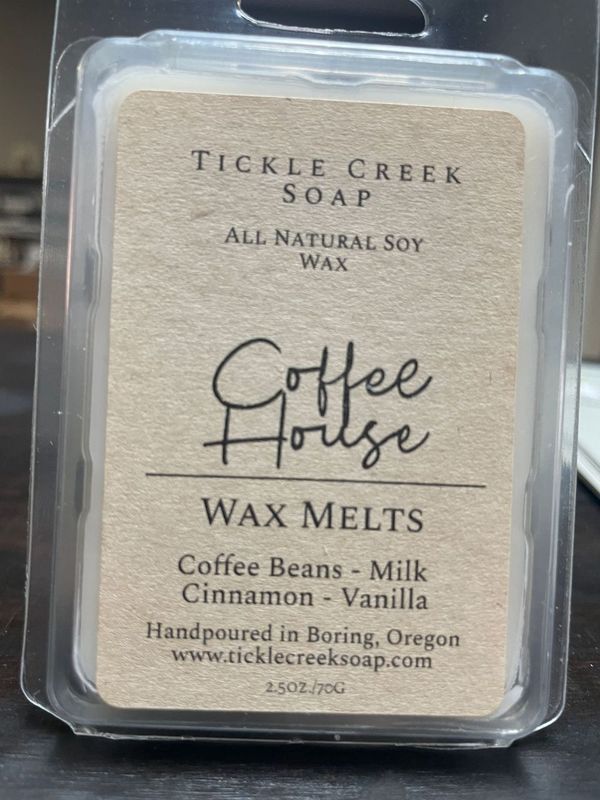 TICKLE CREEK
SOAP
ALL NATURAL SOY
WAX
Coffee
House
WAX MELTS
Coffee Beans - Milk
Cinnamon - Vanilla
Handpoured in Boring, Oregon
www.ticklecreeksoap.com
2.5OZ./70G